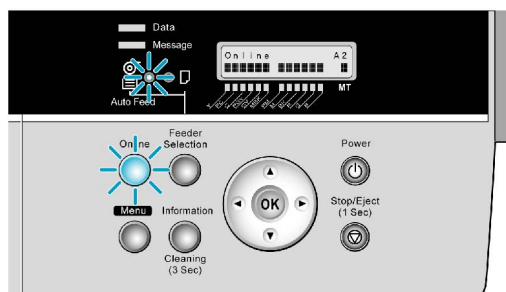 Data
Message
Online A2
MT
Auto Feed
Online
Feeder
Selection
Power
OK
Stop/Eject
(1 Sec)
Menu
Information
Cleaning
(3 Sec)